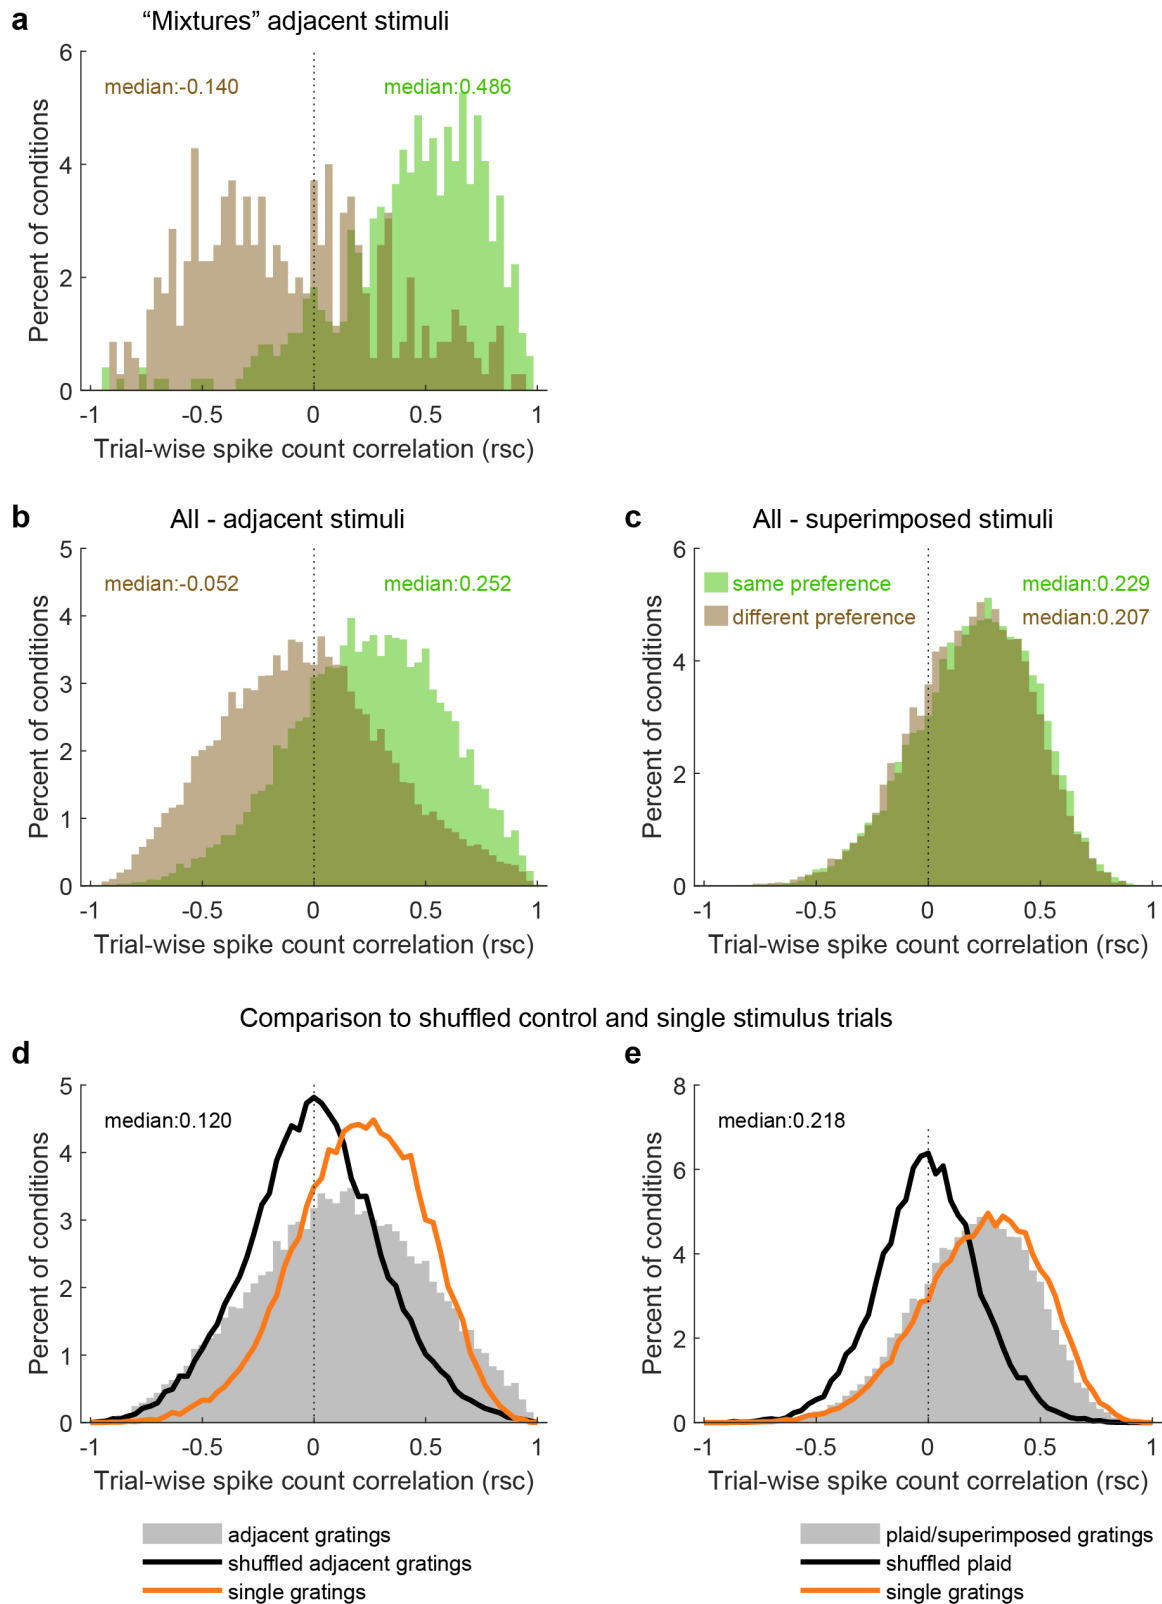 a
“Mixtures” adjacent stimuli
6
median:-0.140
median:0.486
4
2
0
Percent of conditions
-1 -0.5 0 0.5 1
Trial-wise spike count correlation (rsc)
b
All - adjacent stimuli
5
median:-0.052
median:0.252
4
3
2
1
0
Percent of conditions
-1 -0.5 0 0.5 1
Trial-wise spike count correlation (rsc)
c
All - superimposed stimuli
6
same preference
median:0.229
different preference
median:0.207
4
2
0
Percent of conditions
-1 -0.5 0 0.5 1
Trial-wise spike count correlation (rsc)
Comparison to shuffled control and single stimulus trials
d
5
median:0.120
4
3
2
1
0
Percent of conditions
-1 -0.5 0 0.5 1
Trial-wise spike count correlation (rsc)
adjacent gratings
shuffled adjacent gratings
single gratings
e
8
median:0.218
6
4
2
0
Percent of conditions
-1 -0.5 0 0.5 1
Trial-wise spike count correlation (rsc)
plaid/superimposed gratings
shuffled plaid
single gratings